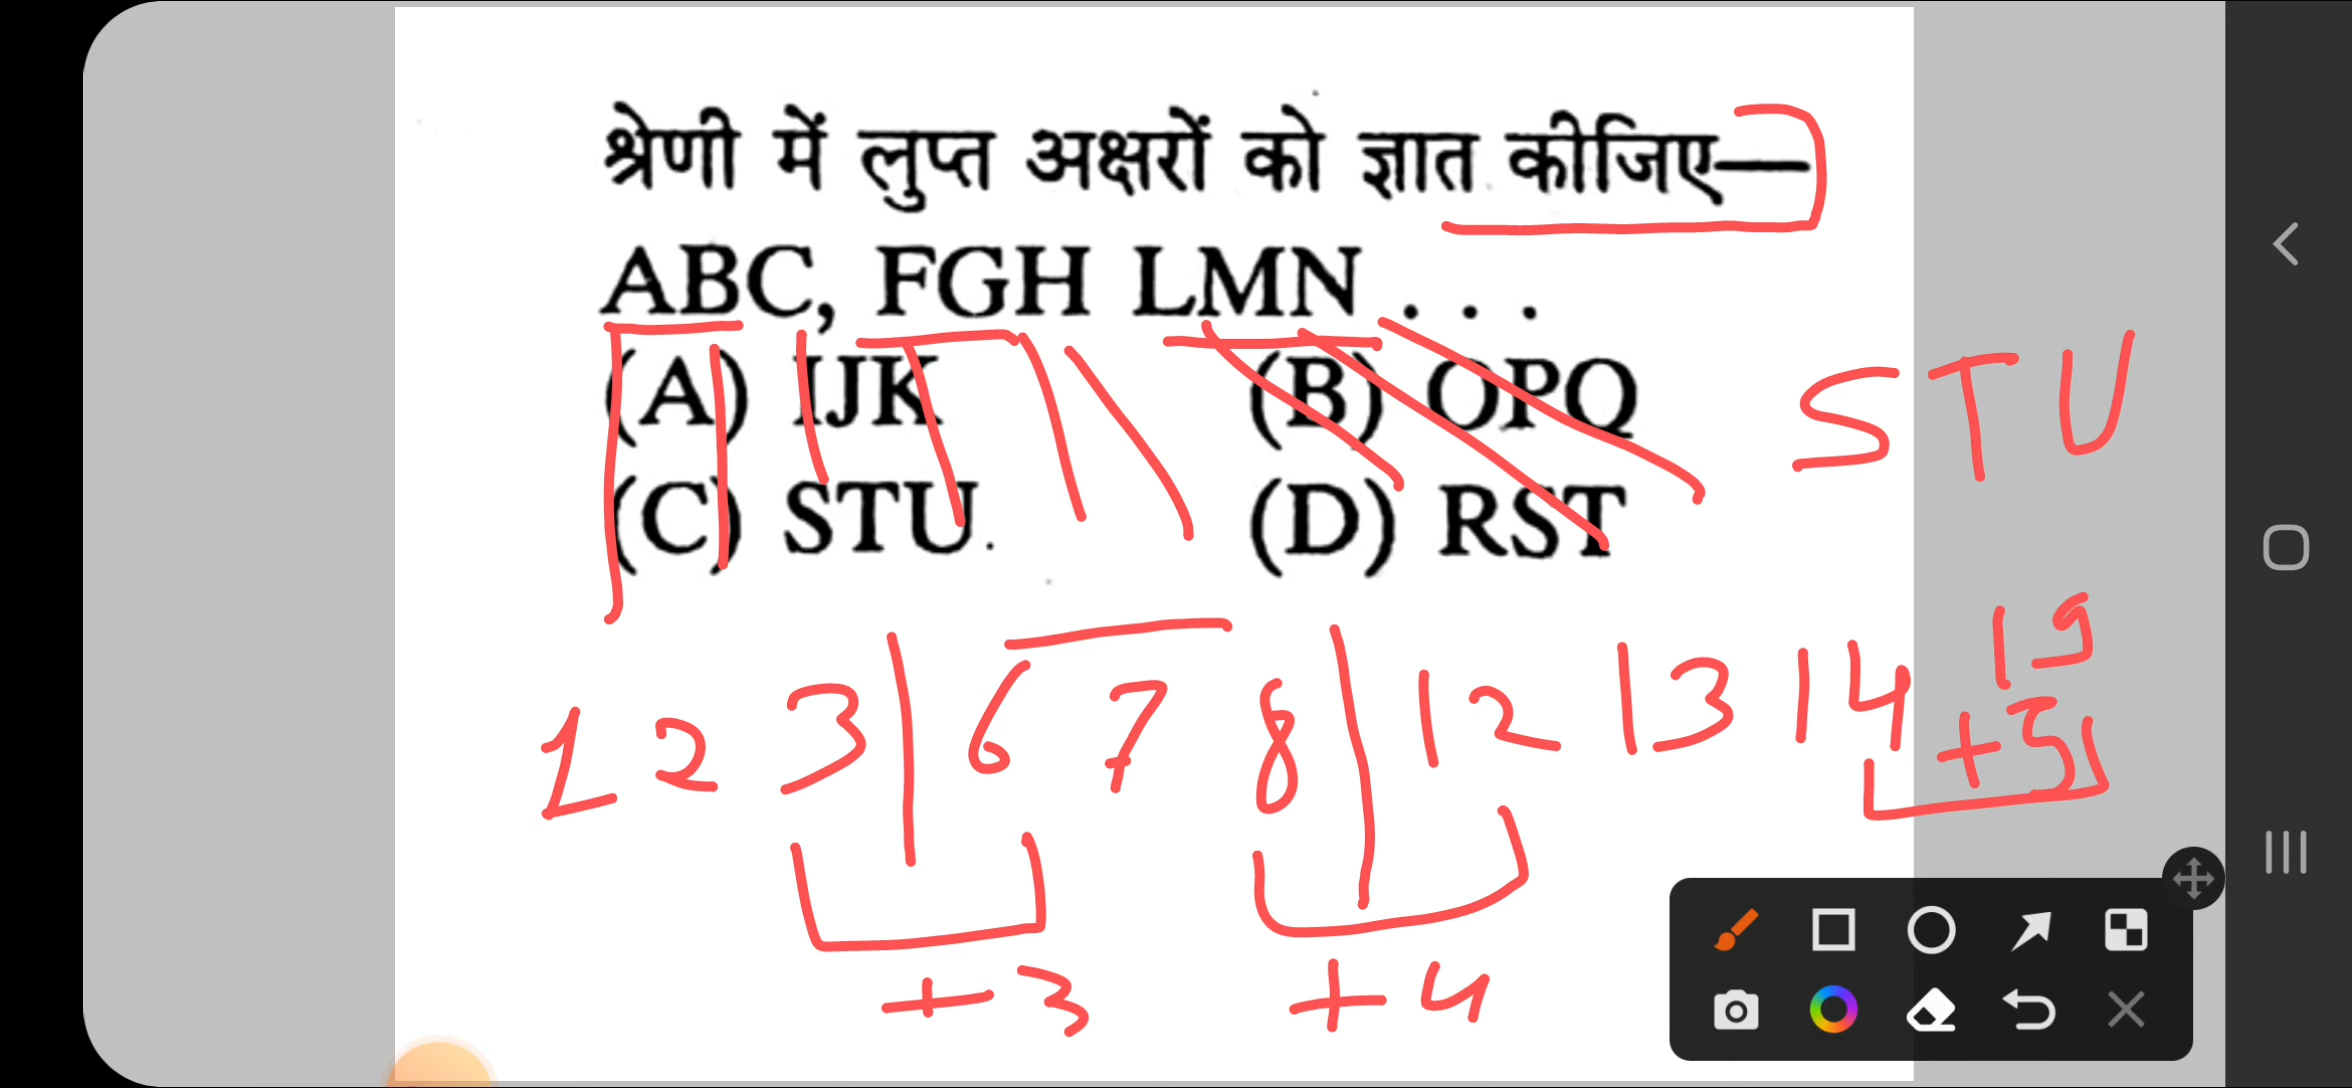 श्रेणी में लुप्त अक्षरों को ज्ञात कीजिए—
ABC, FGH LMN . . .
(A) IJK (B) OPQ
(C) STU. (D) RST
STU
1 2 3 6 7 8 12 13 14 19
+3 +4 +5